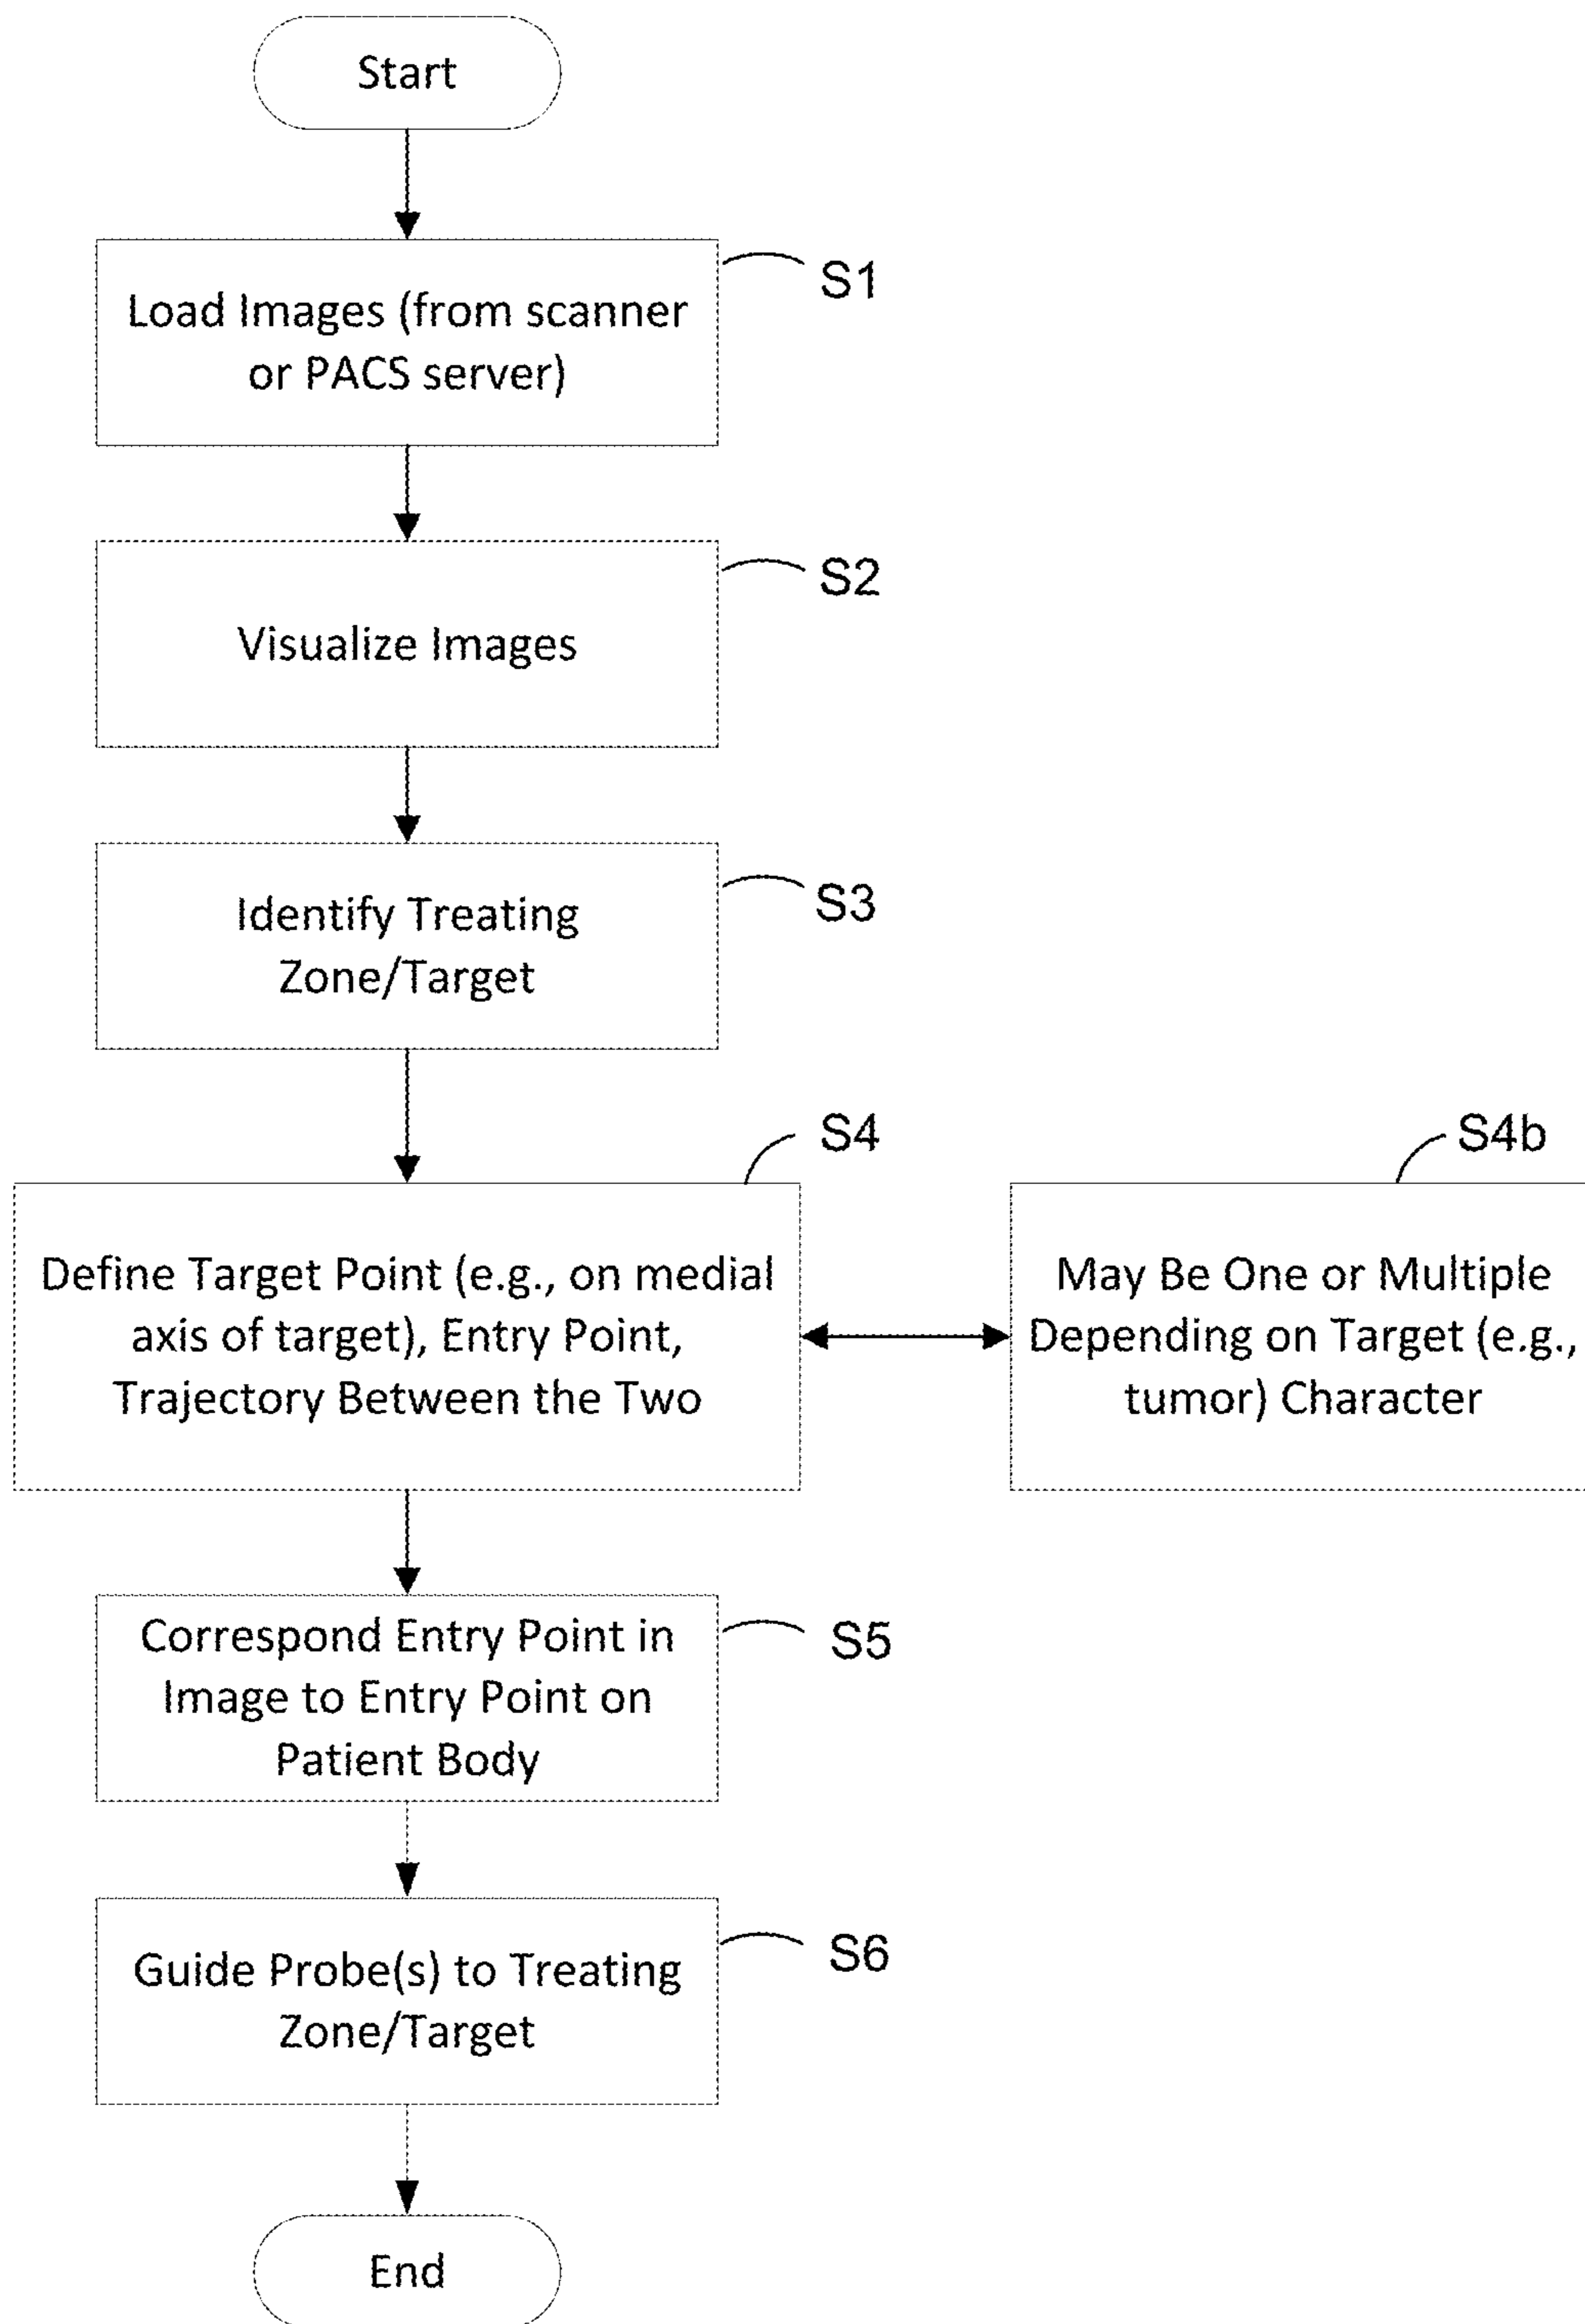 Start
Load Images (from scanner
or PACS server)
S1
Visualize Images
S2
Identify Treating
Zone/Target
S3
Define Target Point (e.g., on medial
axis of target), Entry Point,
Trajectory Between the Two
S4
May Be One or Multiple
Depending on Target (e.g.,
tumor) Character
S4b
Correspond Entry Point in
Image to Entry Point on
Patient Body
S5
Guide Probe(s) to Treating
Zone/Target
S6
End